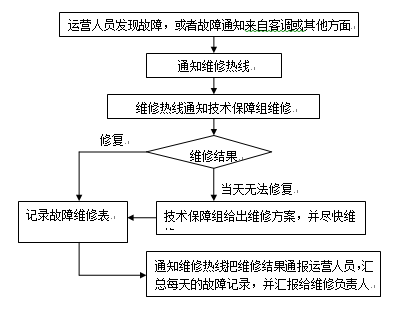 运营人员发现故障，或者故障通知来自客调或其他方面
通知维修热线
维修热线通知技术保障组维修
修复
维修结果
当天无法修复
记录故障维修表
技术保障组给出维修方案，并尽快维
通知维修热线把维修结果通报运营人员，汇
总每天的故障记录，并汇报给维修负责人